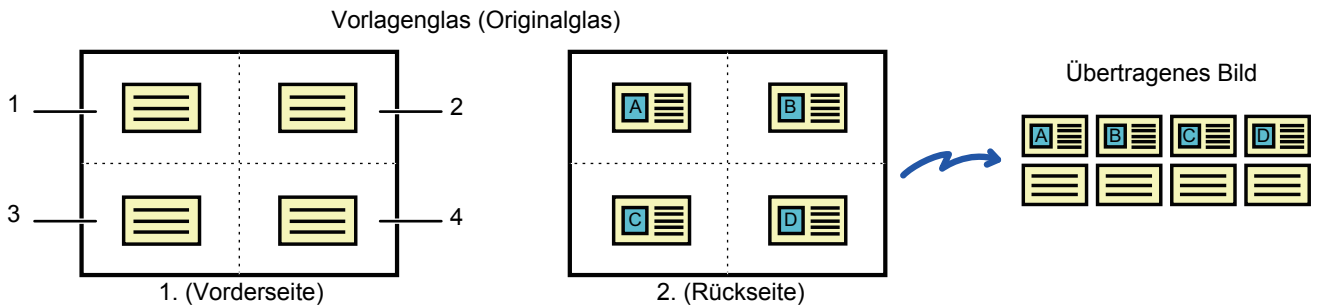 Vorlagenglas (Originalglas)
1
2
3
4
1. (Vorderseite)
A
B
C
D
2. (Rückseite)
Übertragenes Bild
A B C D